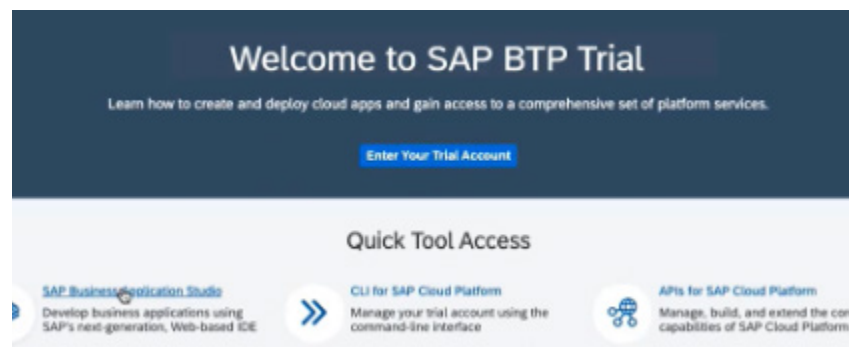 Welcome to SAP BTP Trial
Learn how to create and deploy cloud apps and gain access to a comprehensive set of platform services.
Enter Your Trial Account
Quick Tool Access
SAP Business Application Studio
Develop business applications using
SAP's next-generation, Web-based IDE
CLI for SAP Cloud Platform
Manage your trial account using the
command-line interface
APIs for SAP Cloud Platform
Manage, build, and extend the
capabilities of SAP Cloud Platform